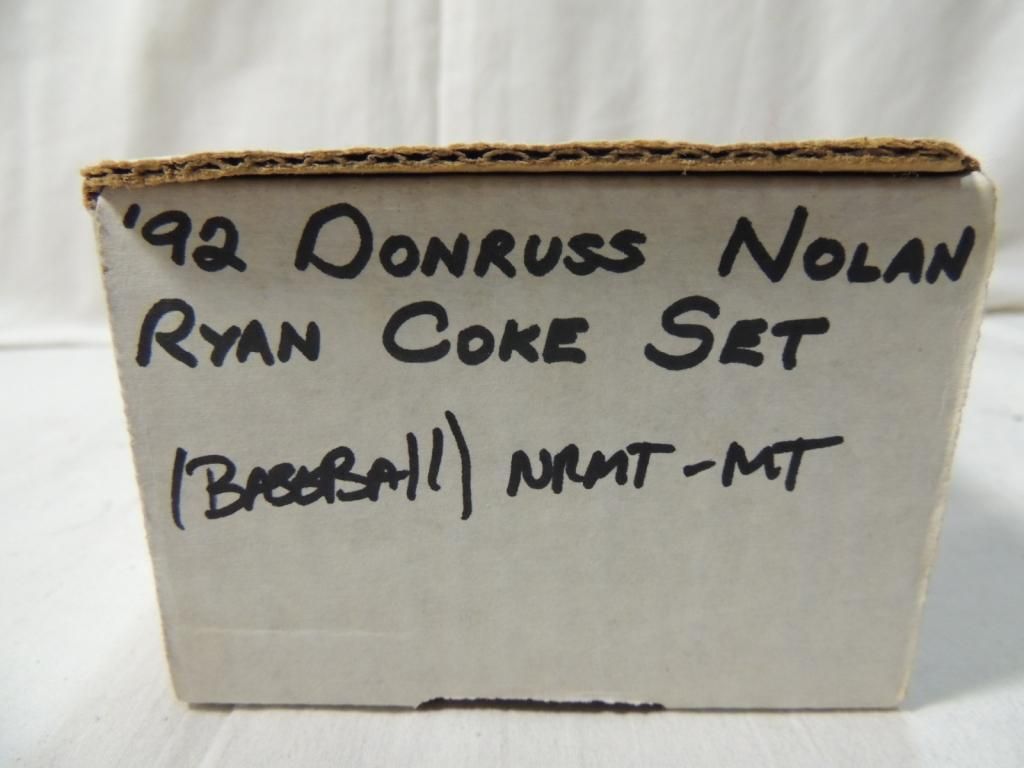 '92 DONRUSS NOLAN
RYAN COKE SET
(BASEBAll) NRMT-MT